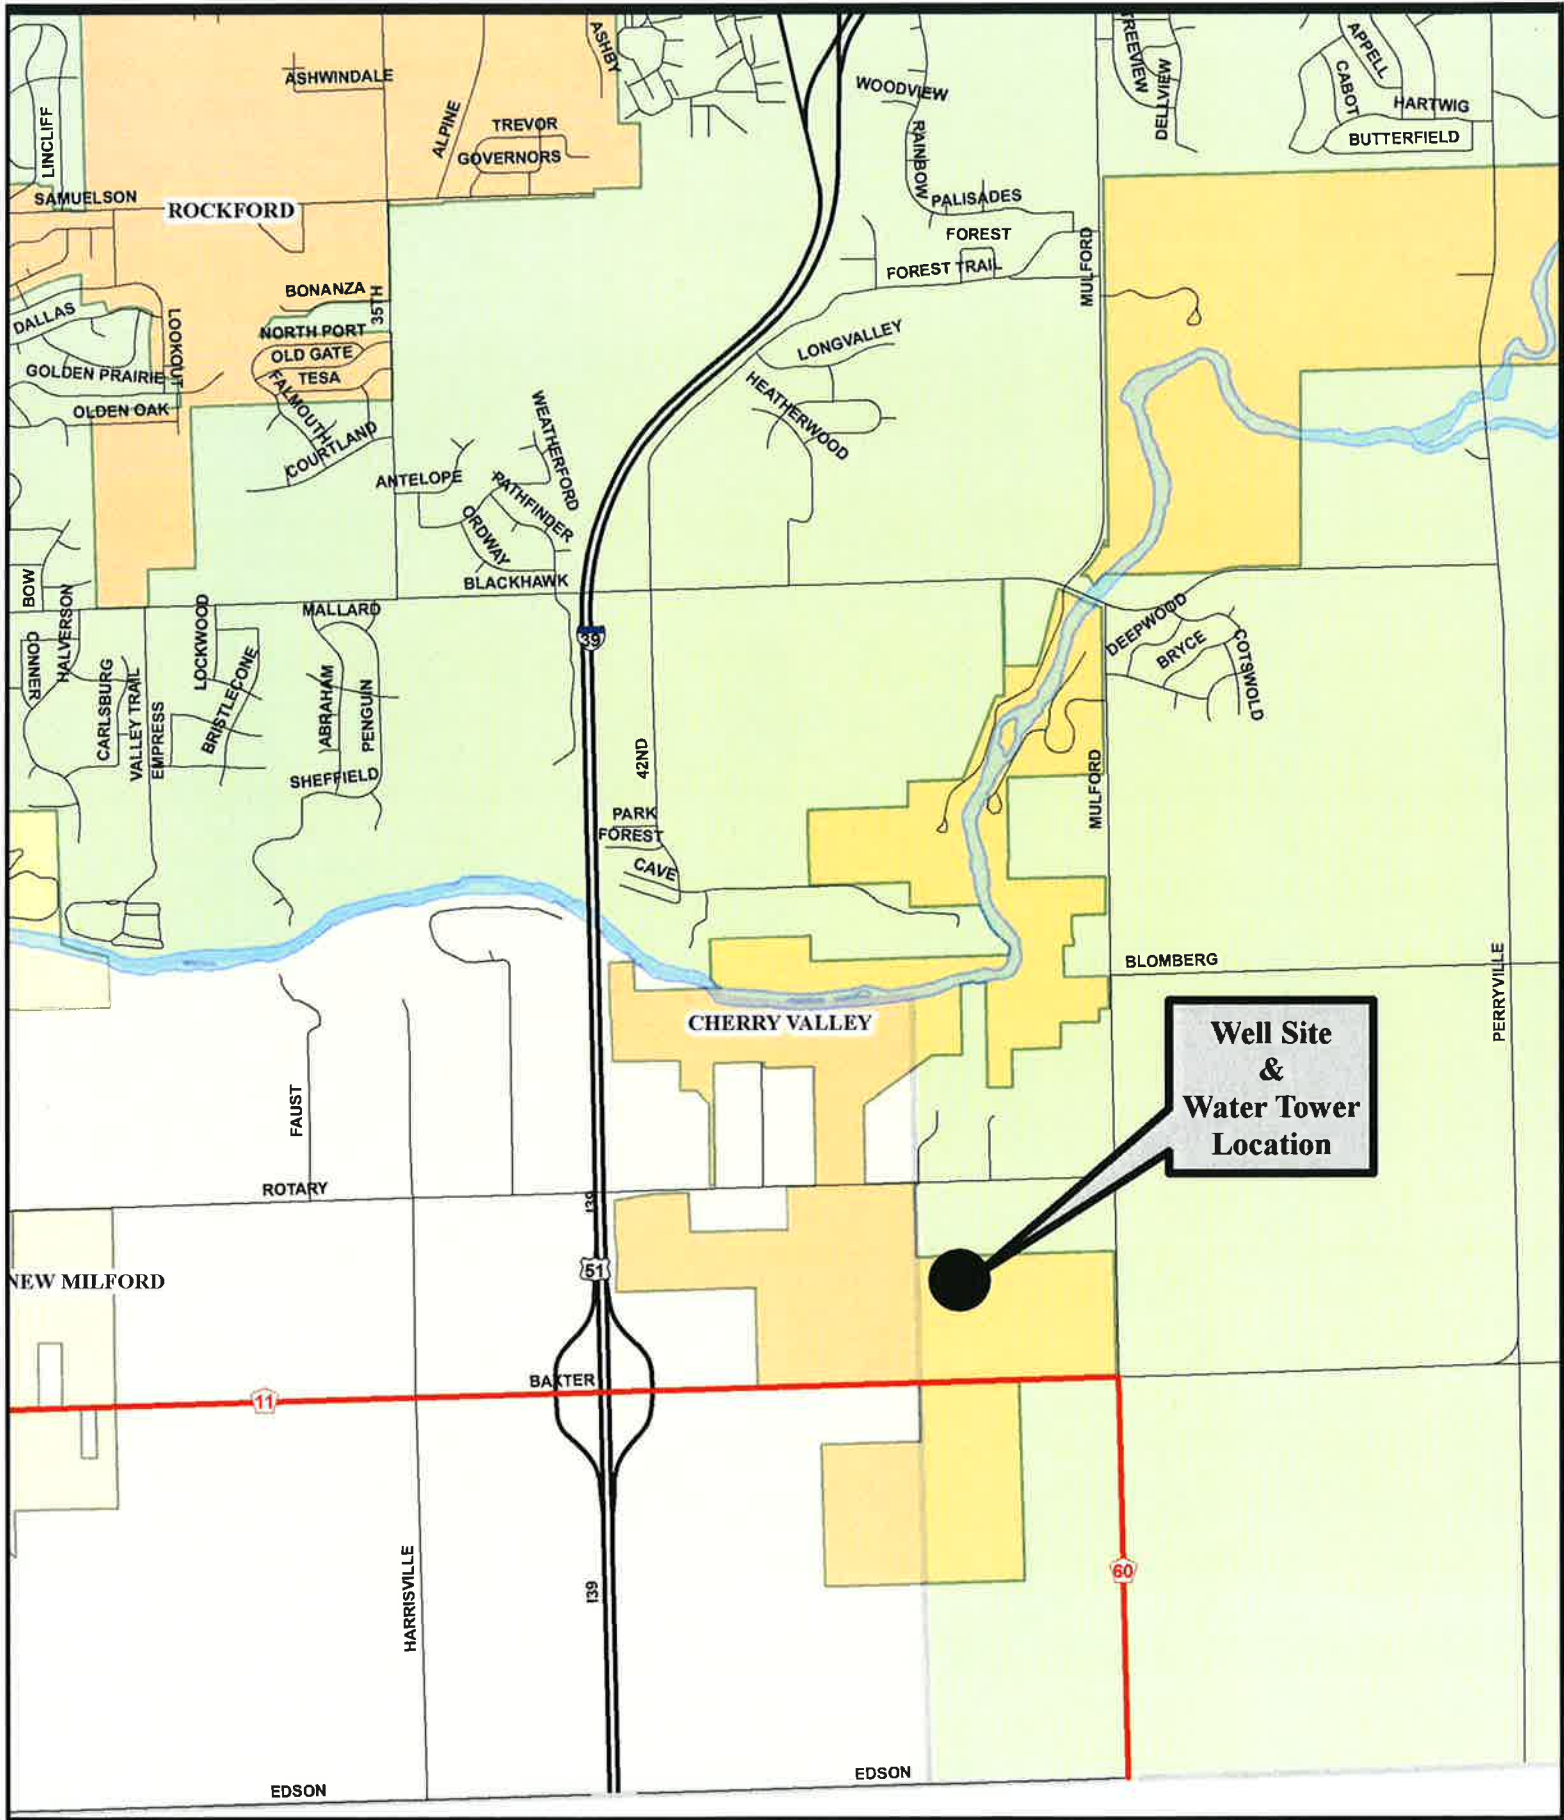 ASHBY
TREEVIEW
APPELL
ASHWINDALE
WOODVIEW
DELLVIEW
CABOT
HARTWIG
LINCLIFF
ALPINE
TREVOR
GOVERNORS
RAINBOW
BUTTERFIELD
SAMUELSON
ROCKFORD
PALISADES
FOREST
MULFORD
FOREST TRAIL
BONANZA
35TH
DALLAS
LOOKOUT
NORTH PORT
OLD GATE
TESA
LONGVALLEY
GOLDEN PRAIRIE
FALMOUTH
HEATHERWOOD
OLDEN OAK
COURTLAND
WEATHERFORD
ANTELOPE
PATHFINDER
ORDWAY
BLACKHAWK
BOW
HALVERSON
LOCKWOOD
MALLARD
39
DEEPWOOD
BRYCE
COTSWOLD
CONNER
CARLSBURG
VALLEY TRAIL
EMPRESS
BRISTLECONE
ABRAHAM
PENGUIN
SHEFFIELD
42ND
MULFORD
PARK
FOREST
CAVE
BLOMBERG
PERRYVILLE
CHERRY VALLEY
Well Site
&
Water Tower
Location
FAUST
ROTARY
I39
51
NEW MILFORD
BAXTER
11
60
HARRISVILLE
I39
EDSON
EDSON